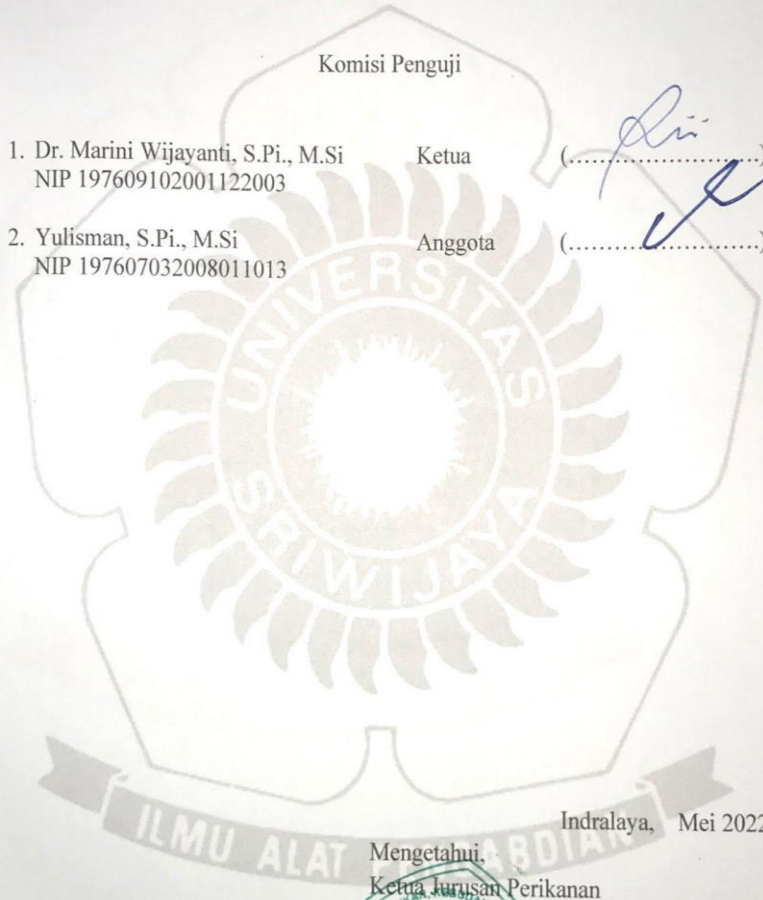 Komisi Penguji
1. Dr. Marini Wijayanti, S.Pi., M.Si Ketua (..............................)
NIP 197609102001122003
2. Yulisman, S.Pi., M.Si Anggota (..............................)
NIP 197607032008011013
UNIVERSITAS
SRIWIJAYA
ILMU ALAT PENGABDIAN
Indralaya, Mei 2022
Mengetahui,
Ketua Jurusan Perikanan